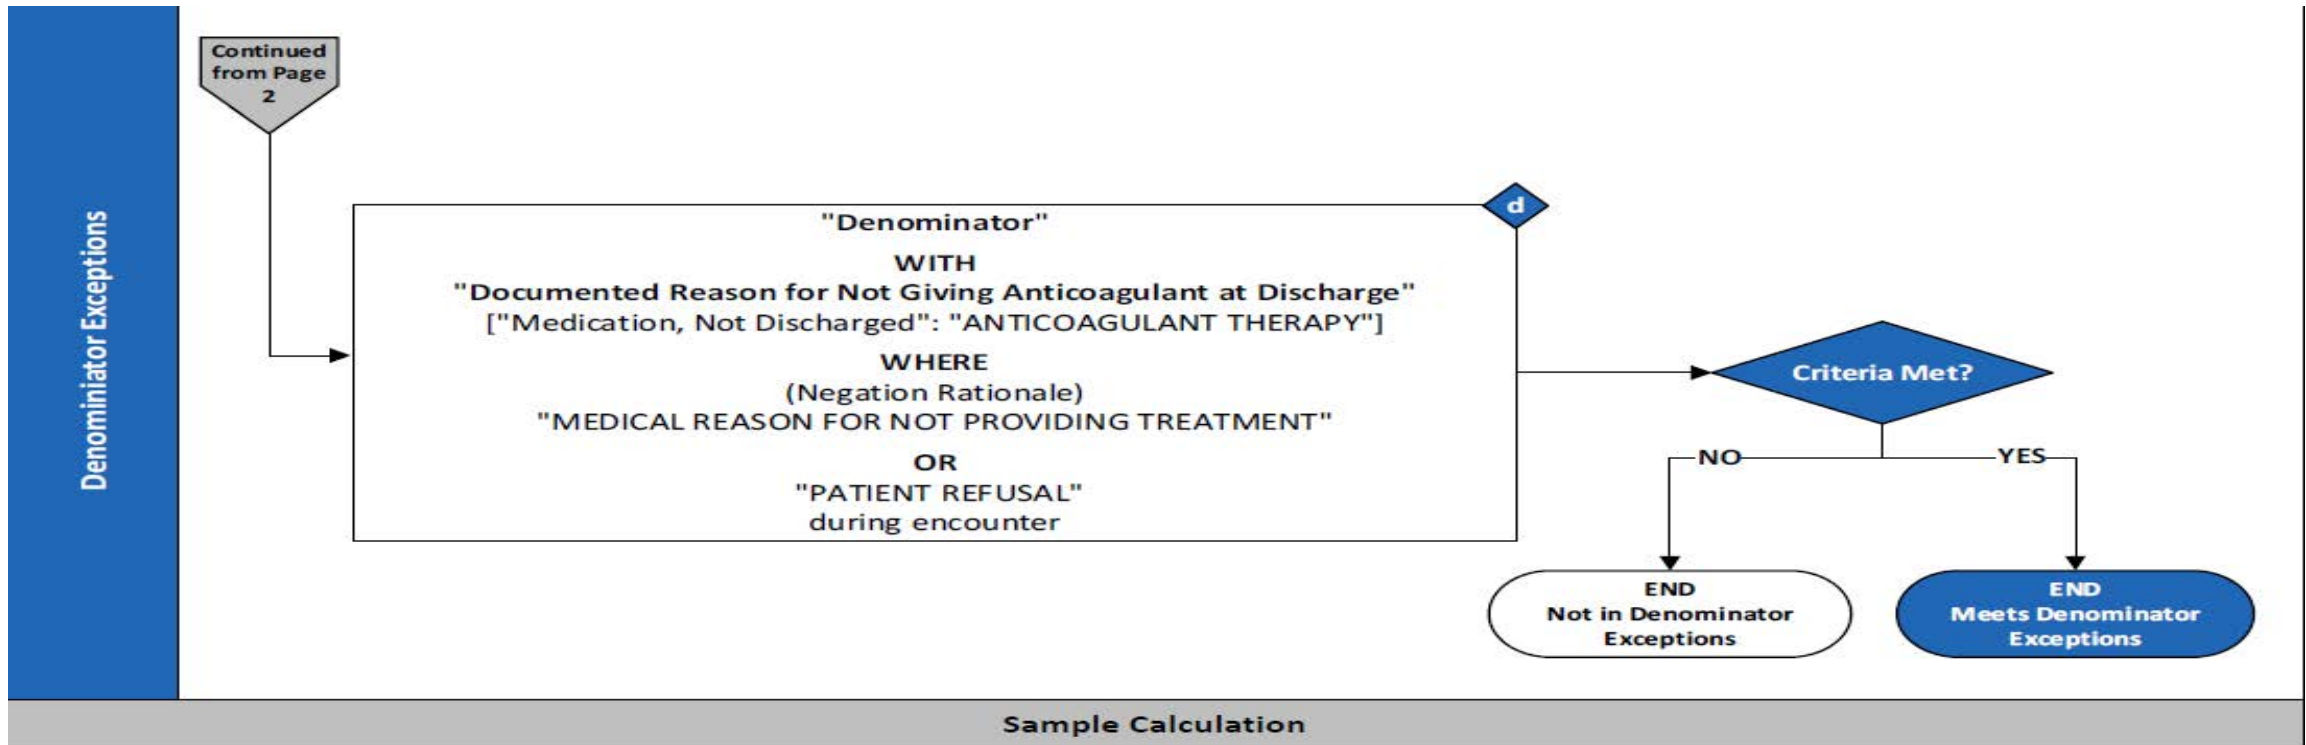 Continued
from Page
2
Denominiator Exceptions
d
"Denominator"
WITH
"Documented Reason for Not Giving Anticoagulant at Discharge"
["Medication, Not Discharged": "ANTICOAGULANT THERAPY"]
WHERE
(Negation Rationale)
"MEDICAL REASON FOR NOT PROVIDING TREATMENT"
OR
"PATIENT REFUSAL"
during encounter
Criteria Met?
NO
YES
END
Not in Denominator
Exceptions
END
Meets Denominator
Exceptions
Sample Calculation